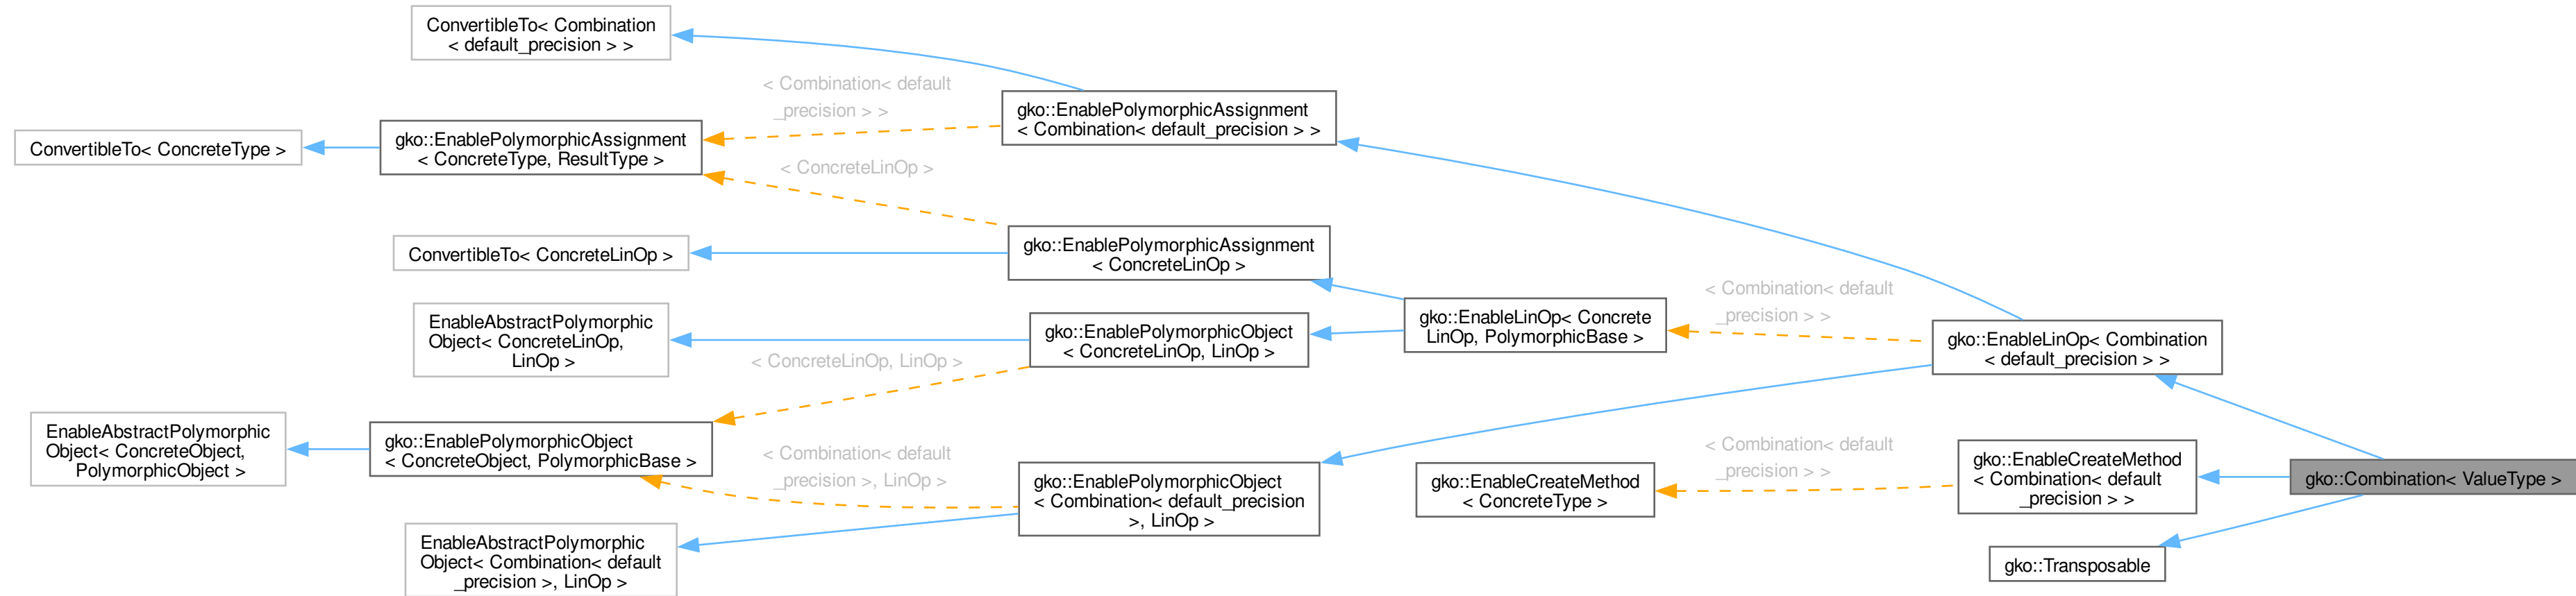 ConvertibleTo< Combination
< default_precision > >
ConvertibleTo< ConcreteType >
gko::EnablePolymorphicAssignment
< ConcreteType, ResultType >
< Combination< default
_precision > >
gko::EnablePolymorphicAssignment
< Combination< default_precision > >
< ConcreteLinOp >
ConvertibleTo< ConcreteLinOp >
gko::EnablePolymorphicAssignment
< ConcreteLinOp >
EnableAbstractPolymorphic
Object< ConcreteLinOp,
LinOp >
gko::EnablePolymorphicObject
< ConcreteLinOp, LinOp >
gko::EnableLinOp< Concrete
LinOp, PolymorphicBase >
< Combination< default
_precision > >
gko::EnableLinOp< Combination
< default_precision > >
< ConcreteLinOp, LinOp >
EnableAbstractPolymorphic
Object< ConcreteObject,
PolymorphicObject >
gko::EnablePolymorphicObject
< ConcreteObject, PolymorphicBase >
< Combination< default
_precision >, LinOp >
gko::EnablePolymorphicObject
< Combination< default_precision
>, LinOp >
gko::EnableCreateMethod
< ConcreteType >
< Combination< default
_precision > >
gko::EnableCreateMethod
< Combination< default
_precision > >
gko::Combination< ValueType >
EnableAbstractPolymorphic
Object< Combination< default
_precision >, LinOp >
gko::Transposable